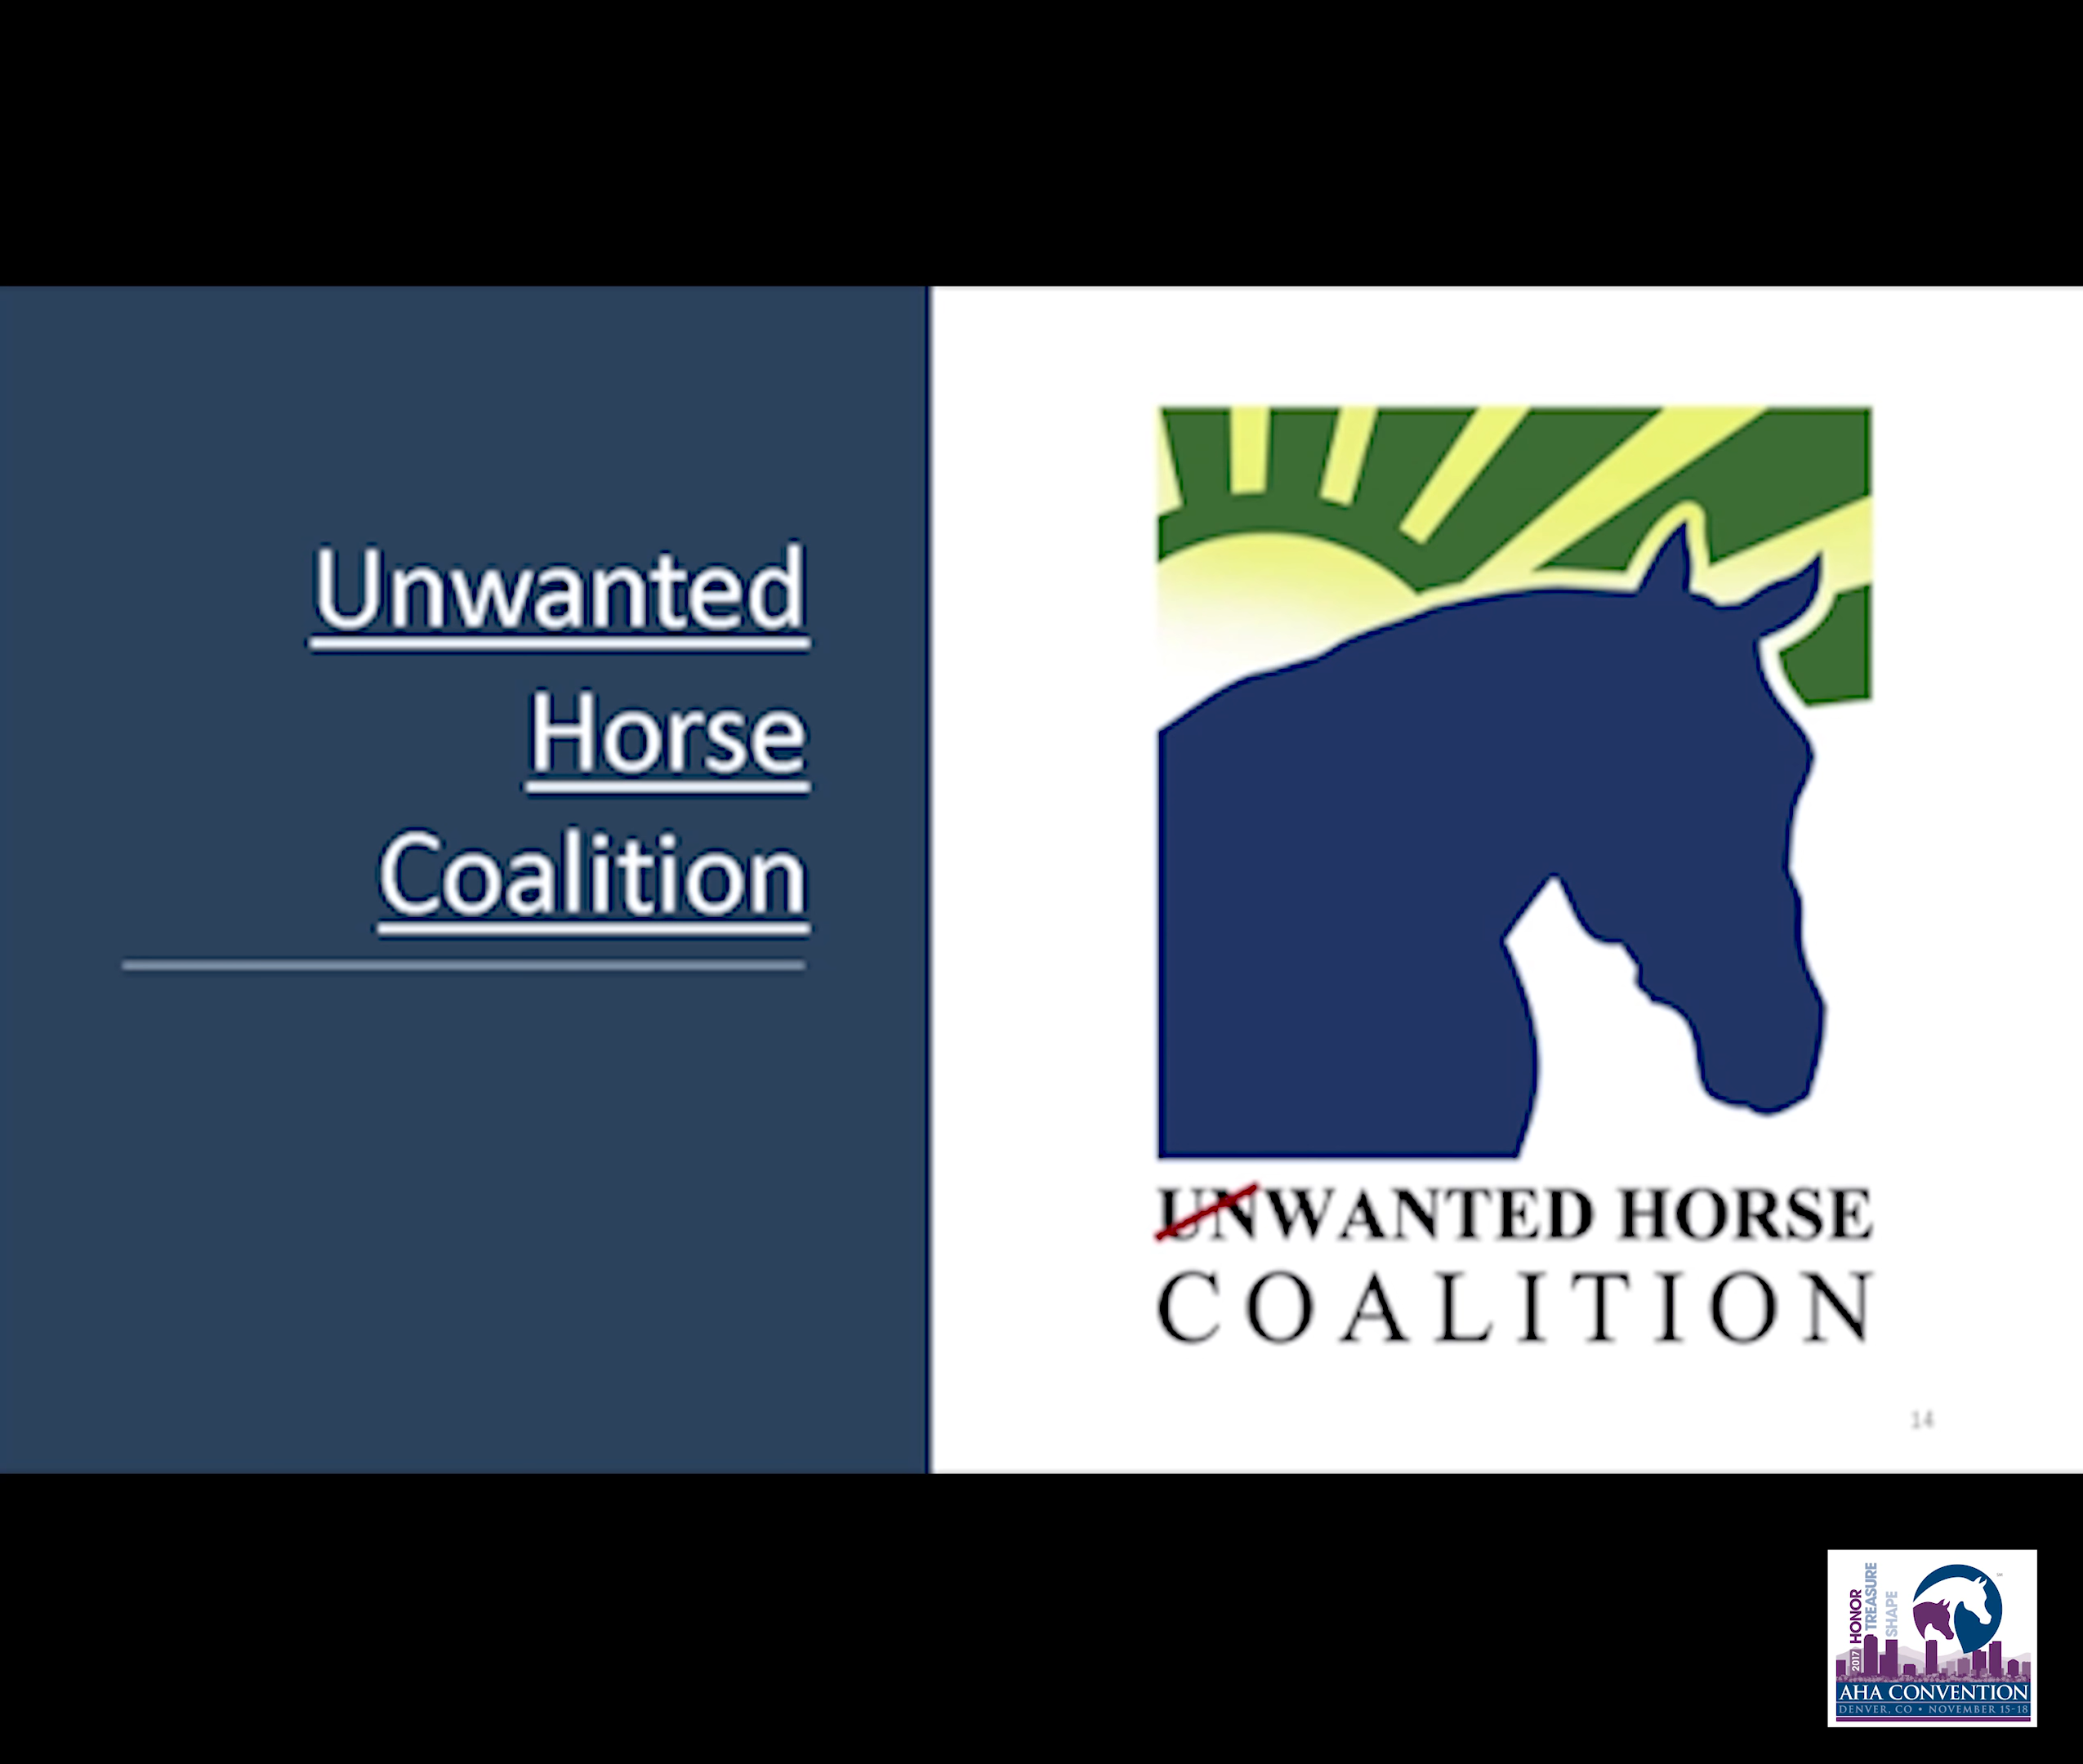 Unwanted
Horse
Coalition
UNWANTED HORSE
COALITION
14
2017 HONOR
TREASURE
SHAPE
AHA CONVENTION
DENVER, CO • NOVEMBER 15-18